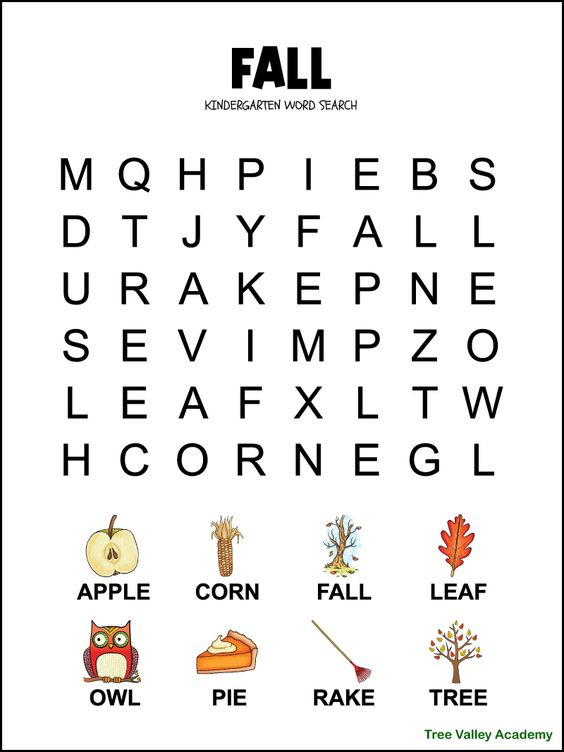 FALL
KINDERGARTEN WORD SEARCH
M Q H P I E B S
D T J Y F A L L
U R A K E P N E
S E V I M P Z O
L E A F X L T W
H C O R N E G L
APPLE CORN FALL LEAF
OWL PIE RAKE TREE
Tree Valley Academy